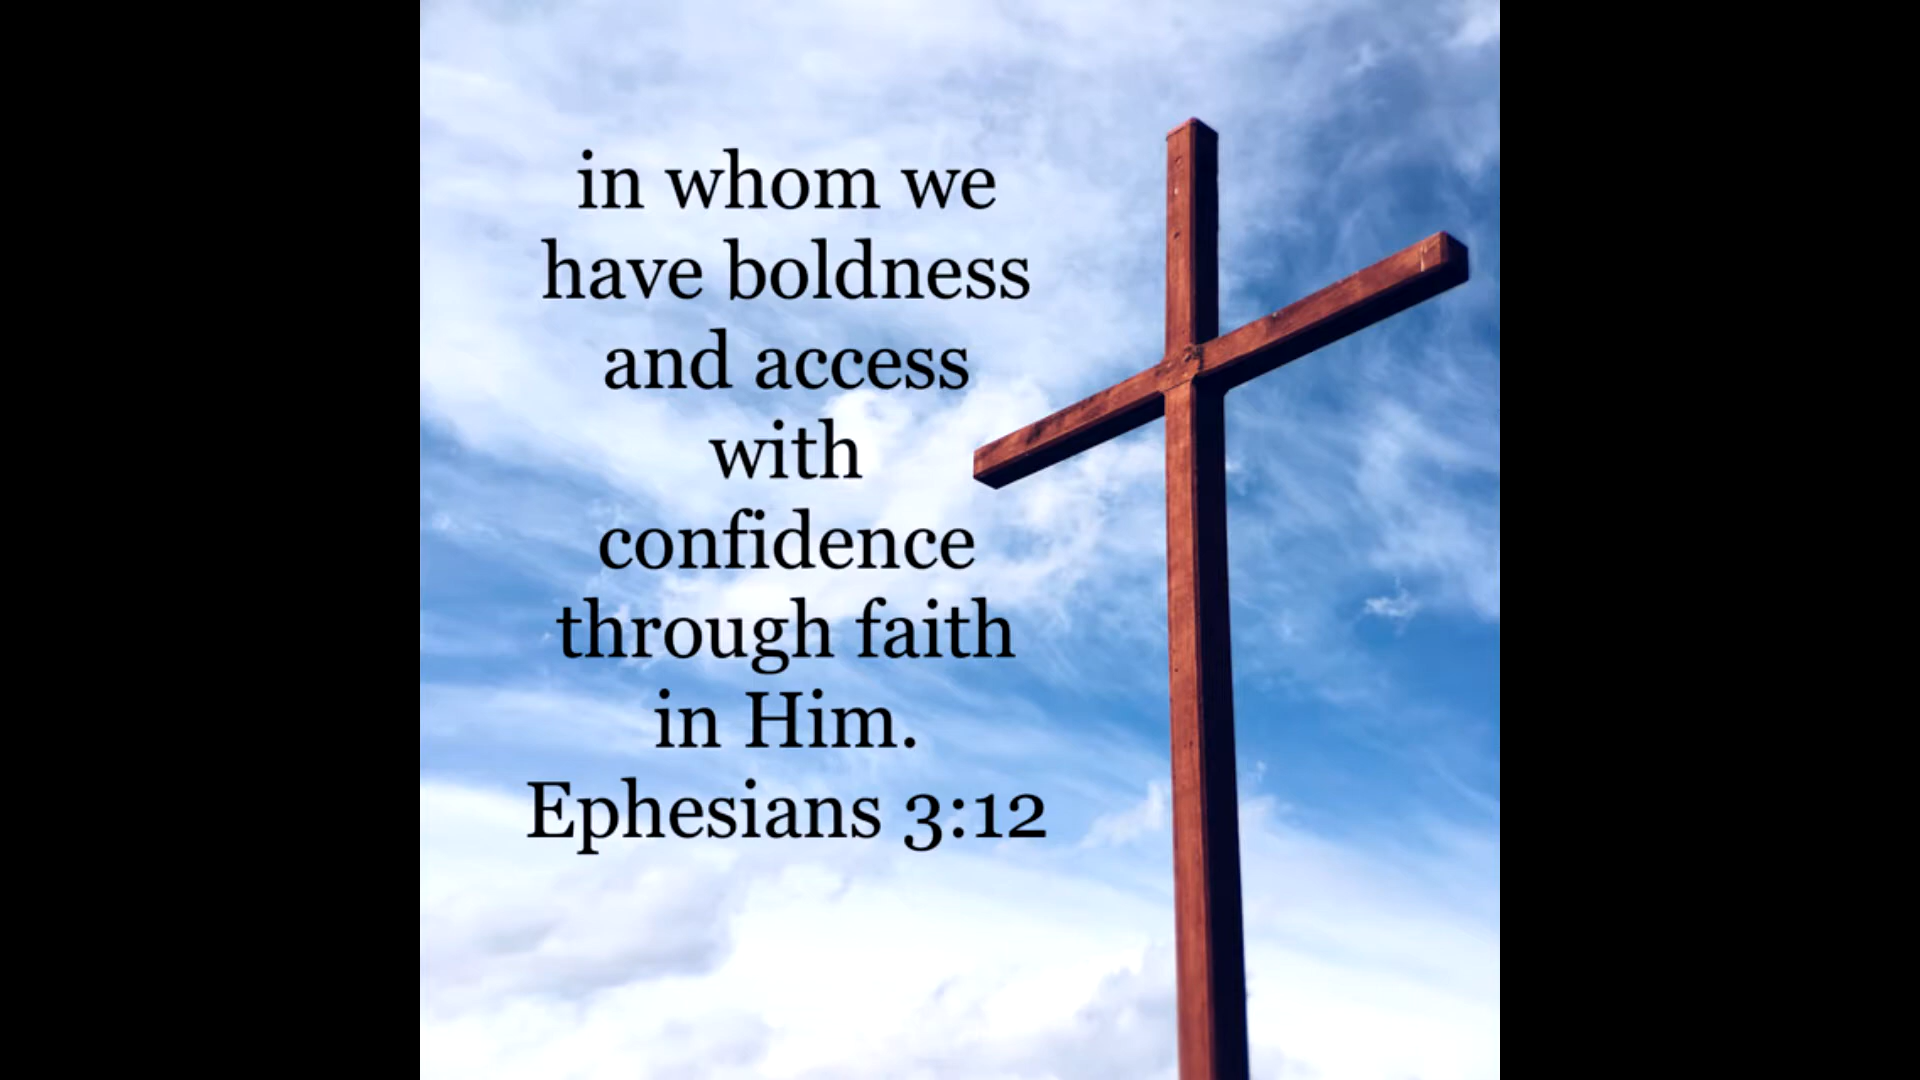 in whom we
have boldness
and access
with
confidence
through faith
in Him.
Ephesians 3:12